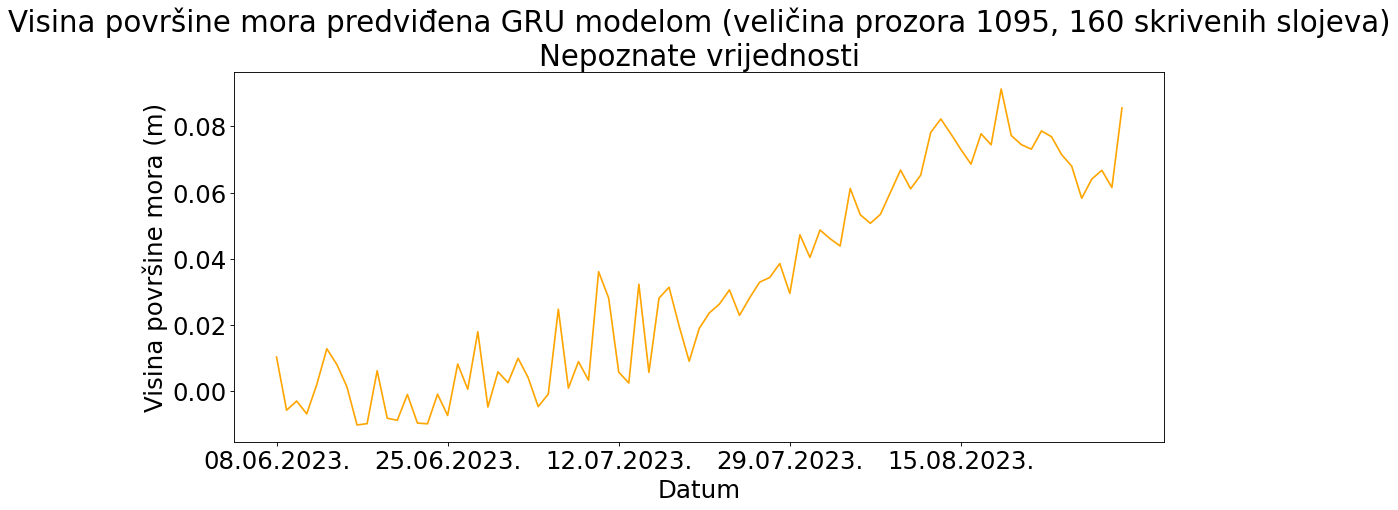 Visina površine mora predviđena GRU modelom (veličina prozora 1095, 160 skrivenih slojeva)
Nepoznate vrijednosti
Visina površine mora (m)
0.08
0.06
0.04
0.02
0.00
08.06.2023. 25.06.2023. 12.07.2023. 29.07.2023. 15.08.2023.
Datum